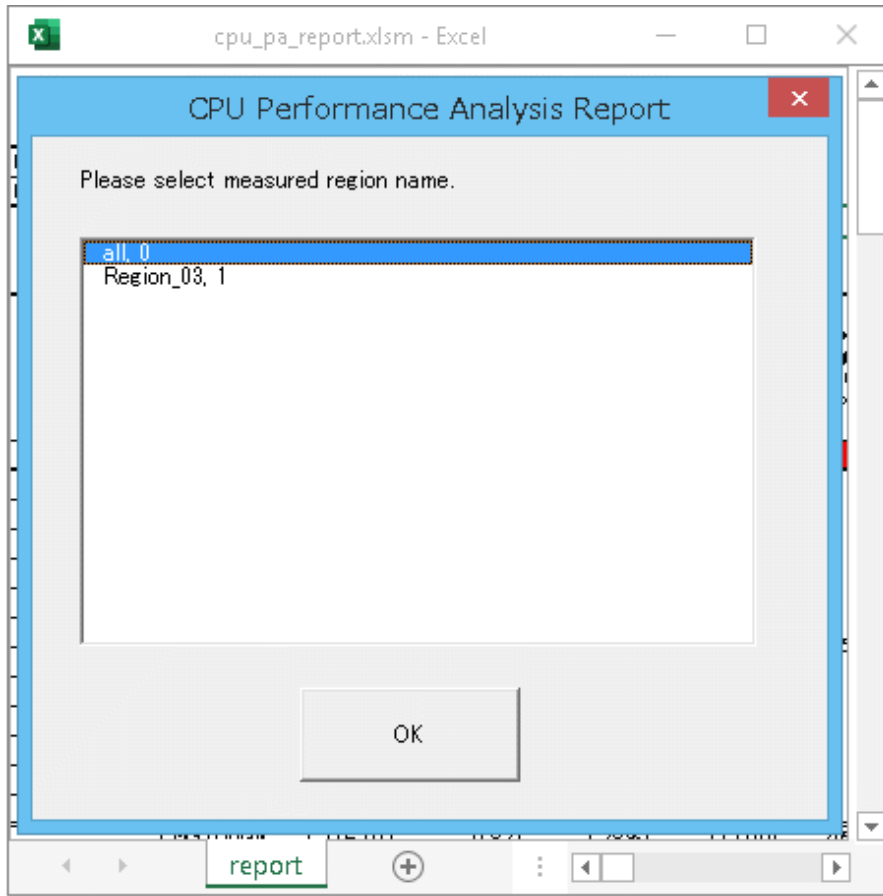 cpu_pa_report.xlsm - Excel
CPU Performance Analysis Report
Please select measured region name.
all, 0
Region_03, 1
OK
report